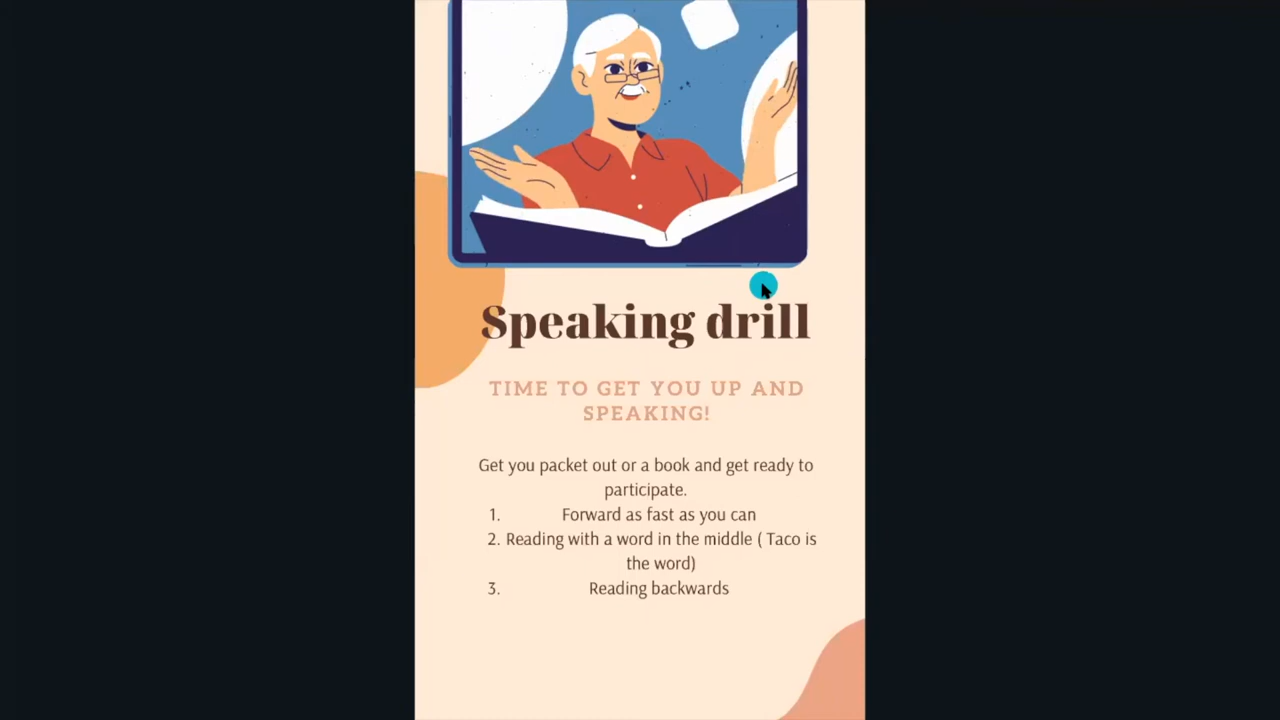 Speaking drill
TIME TO GET YOU UP AND
SPEAKING!
Get you packet out or a book and get ready to
participate.
1. Forward as fast as you can
2. Reading with a word in the middle ( Taco is
the word)
3. Reading backwards